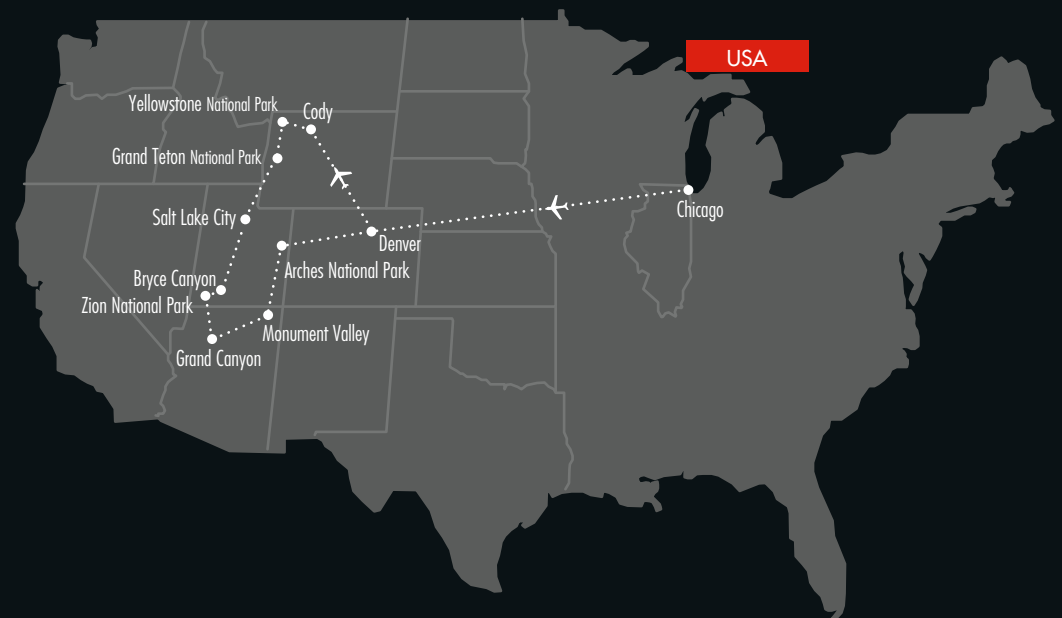 USA
Yellowstone National Park
Cody
Grand Teton National Park
Salt Lake City
Chicago
Denver
Arches National Park
Bryce Canyon
Zion National Park
Monument Valley
Grand Canyon